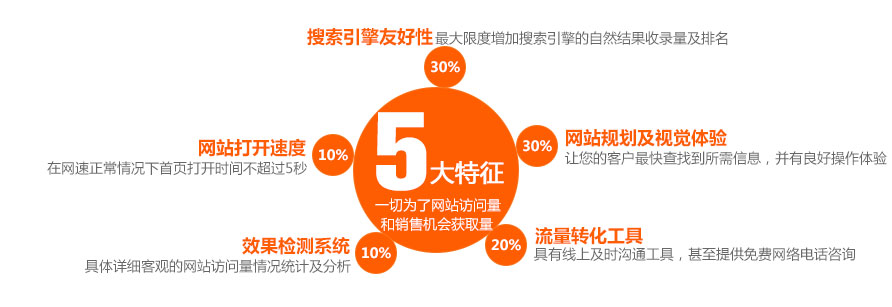 搜索引擎友好性 最大限度增加搜索引擎的自然结果收录量及排名
30%
网站打开速度
在网速正常情况下首页打开时间不超过5秒
10%
5大特征
一切为了网站访问量
和销售机会获取量
30%
网站规划及视觉体验
让您的客户最快查找到所需信息，并有良好操作体验
效果检测系统
具体详细客观的网站访问量情况统计及分析
10%
20%
流量转化工具
具有线上及时沟通工具，甚至提供免费网络电话咨询